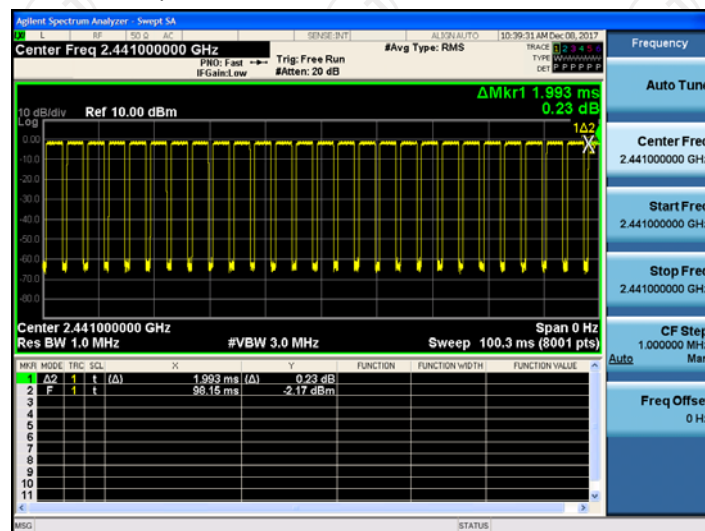 Agilent Spectrum Analyzer - Swept SA
LXI L RF 50 Ω AC SENSE:INT ALIGN AUTO 10:39:31 AM Dec 08, 2017
Center Freq 2.441000000 GHz #Avg Type: RMS TRACE 1 2 3 4 5 6
PNO: Fast Trig: Free Run TYPE WWWWWW
IFGain:Low #Atten: 20 dB DET P P P P P P
ΔMkr1 1.993 ms
10 dB/div Ref 10.00 dBm 0.23 dB
Log
1Δ2
0.00
-10.0
-20.0
-30.0
-40.0
-50.0
-60.0
-70.0
-80.0
Center 2.441000000 GHz Span 0 Hz
Res BW 1.0 MHz #VBW 3.0 MHz Sweep 100.3 ms (8001 pts)
MKR MODE TRC SCL X Y FUNCTION FUNCTION WIDTH FUNCTION VALUE
1 Δ2 1 t (Δ) 1.993 ms (Δ) 0.23 dB
2 F 1 t 98.15 ms -2.17 dBm
3
4
5
6
7
8
9
10
11
MSG STATUS
Frequency
Auto Tune
Center Freq
2.441000000 GHz
Start Freq
2.441000000 GHz
Stop Freq
2.441000000 GHz
CF Step
1.000000 MHz
Auto Man
Freq Offset
0 Hz